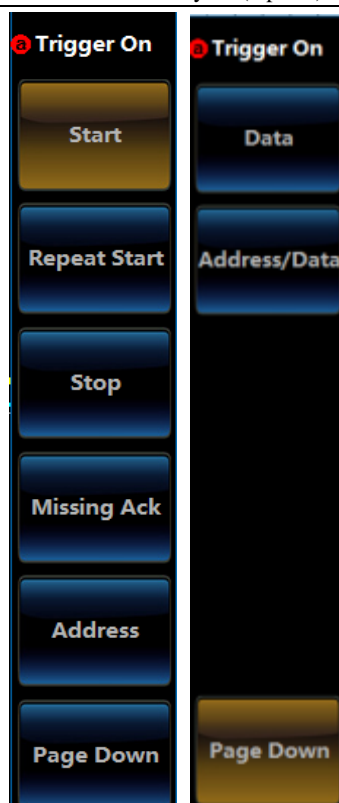 a Trigger On
Start
Repeat Start
Stop
Missing Ack
Address
Page Down
a Trigger On
Data
Address/Data
Page Down